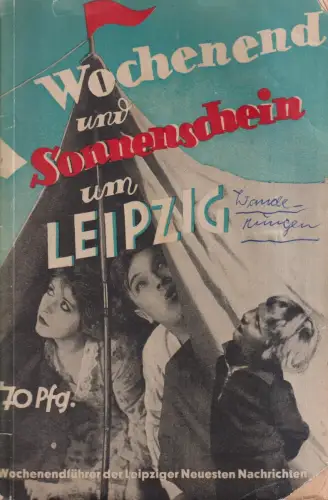 Wochenend
und
Sonnenschein
um
LEIPZIG
Wande-
rungen
70 Pfg.
Wochenendführer der Leipziger Neuesten Nachrichten